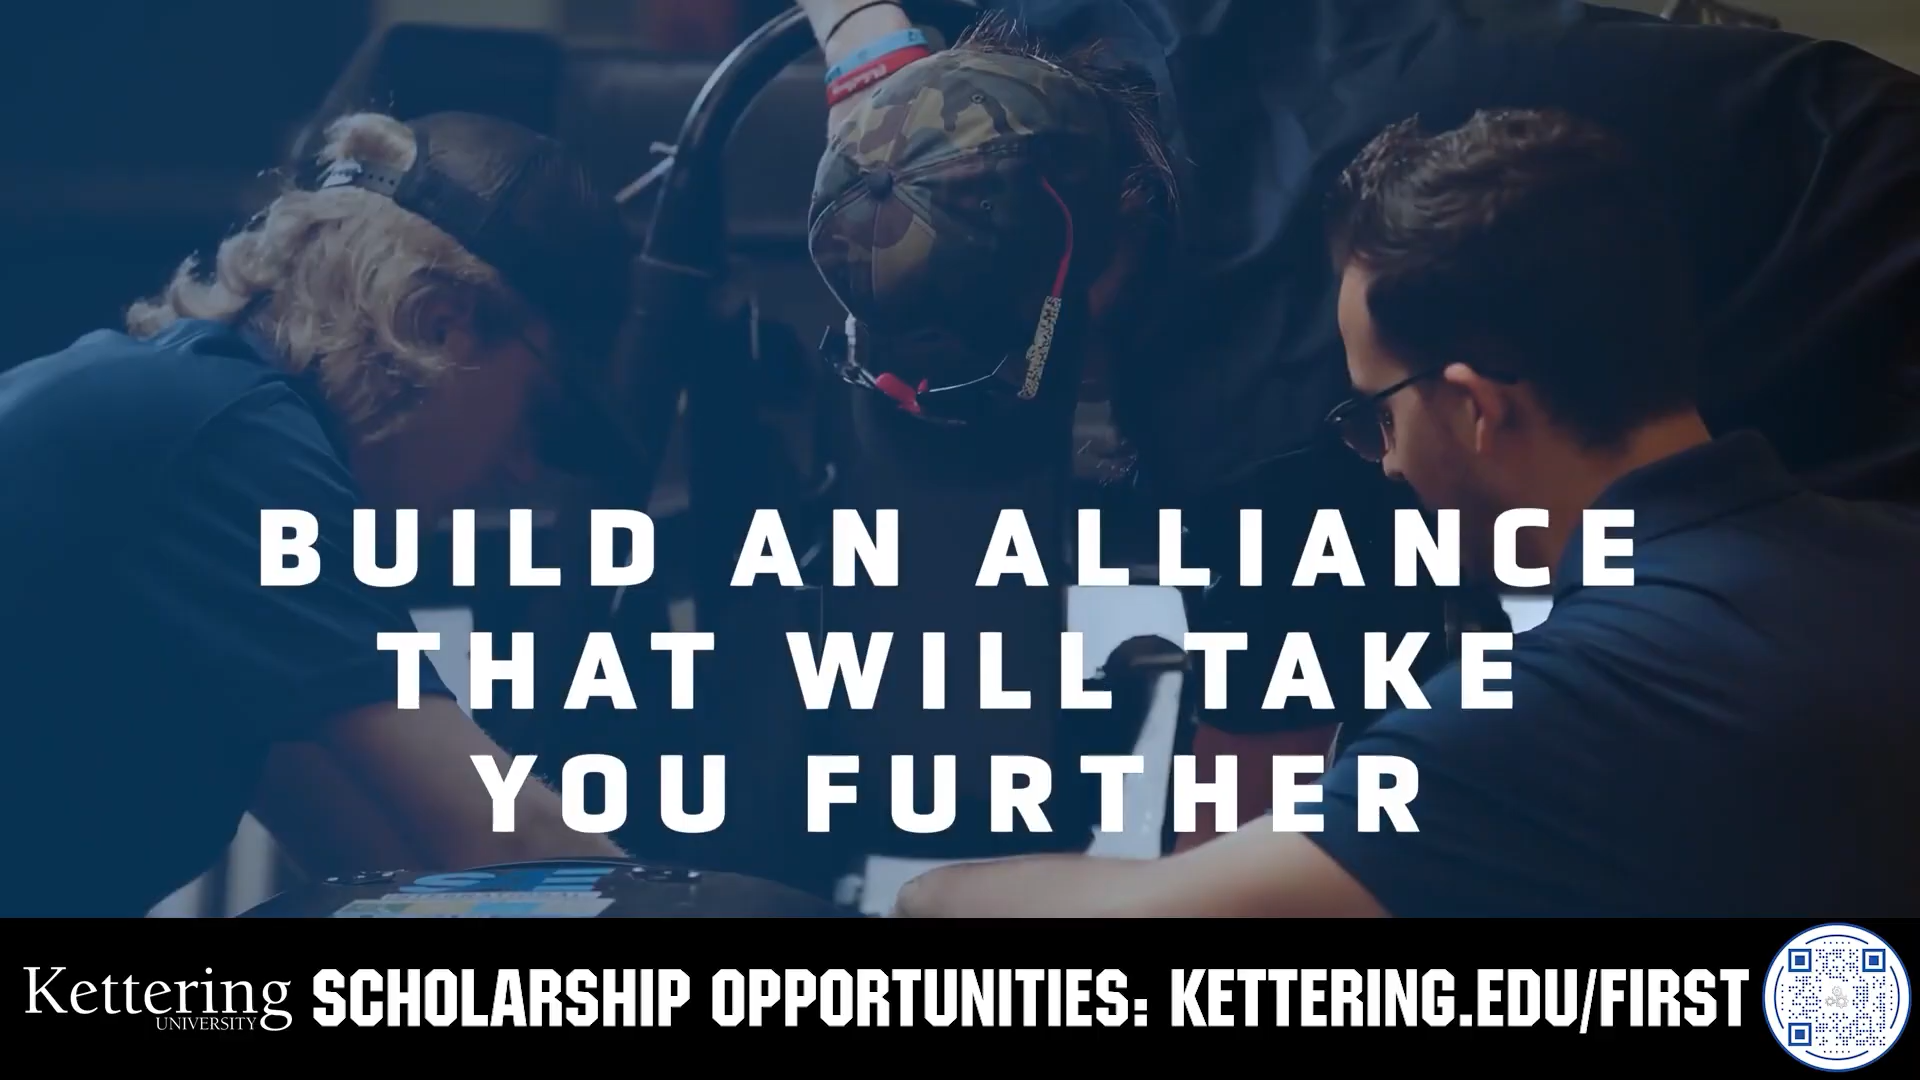 BUILD AN ALLIANCE
THAT WILL TAKE
YOU FURTHER
Kettering
UNIVERSITY
SCHOLARSHIP OPPORTUNITIES: KETTERING.EDU/FIRST